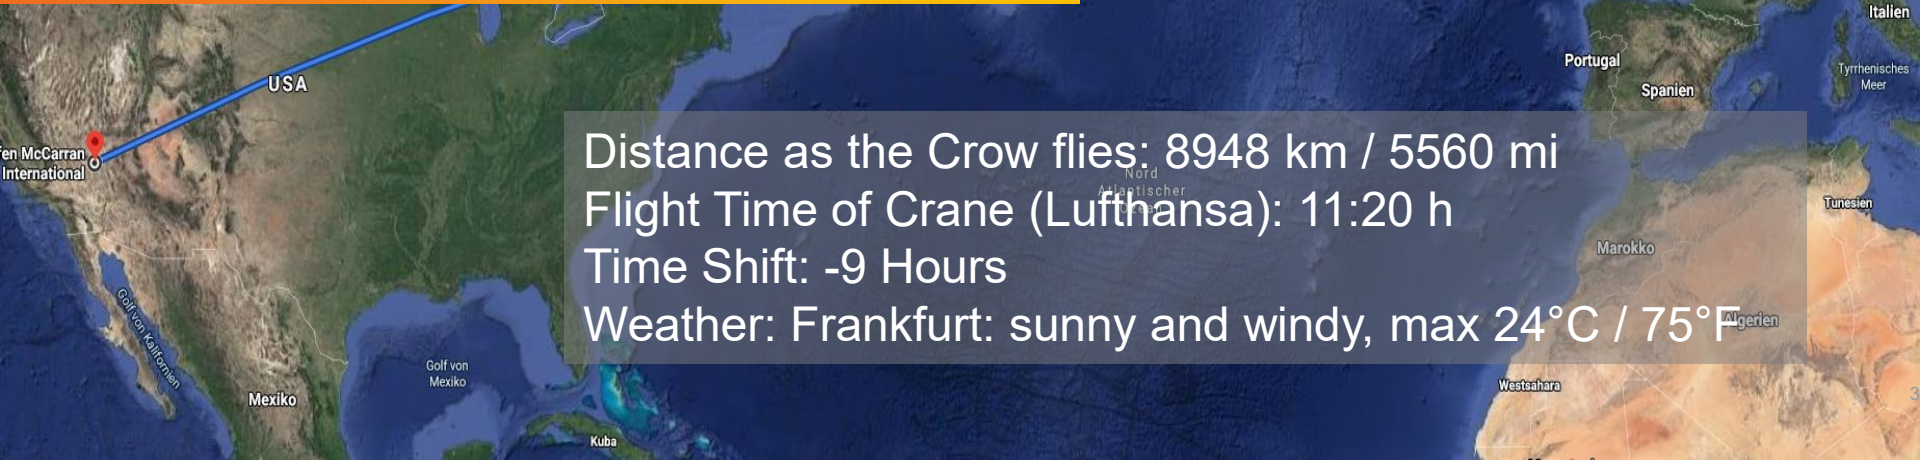 Italien
Portugal
Tyrrhenisches
Meer
USA
Spanien
fen McCarran
International
Distance as the Crow flies: 8948 km / 5560 mi
Nord
Atlantischer
Flight Time of Crane (Lufthansa): 11:20 h
Tunesien
Marokko
Time Shift: -9 Hours
Golf von Kalifornien
Weather: Frankfurt: sunny and windy, max 24°C / 75°F
Algerien
Golf von
Mexiko
Westsahara
Mexiko
3
Kuba